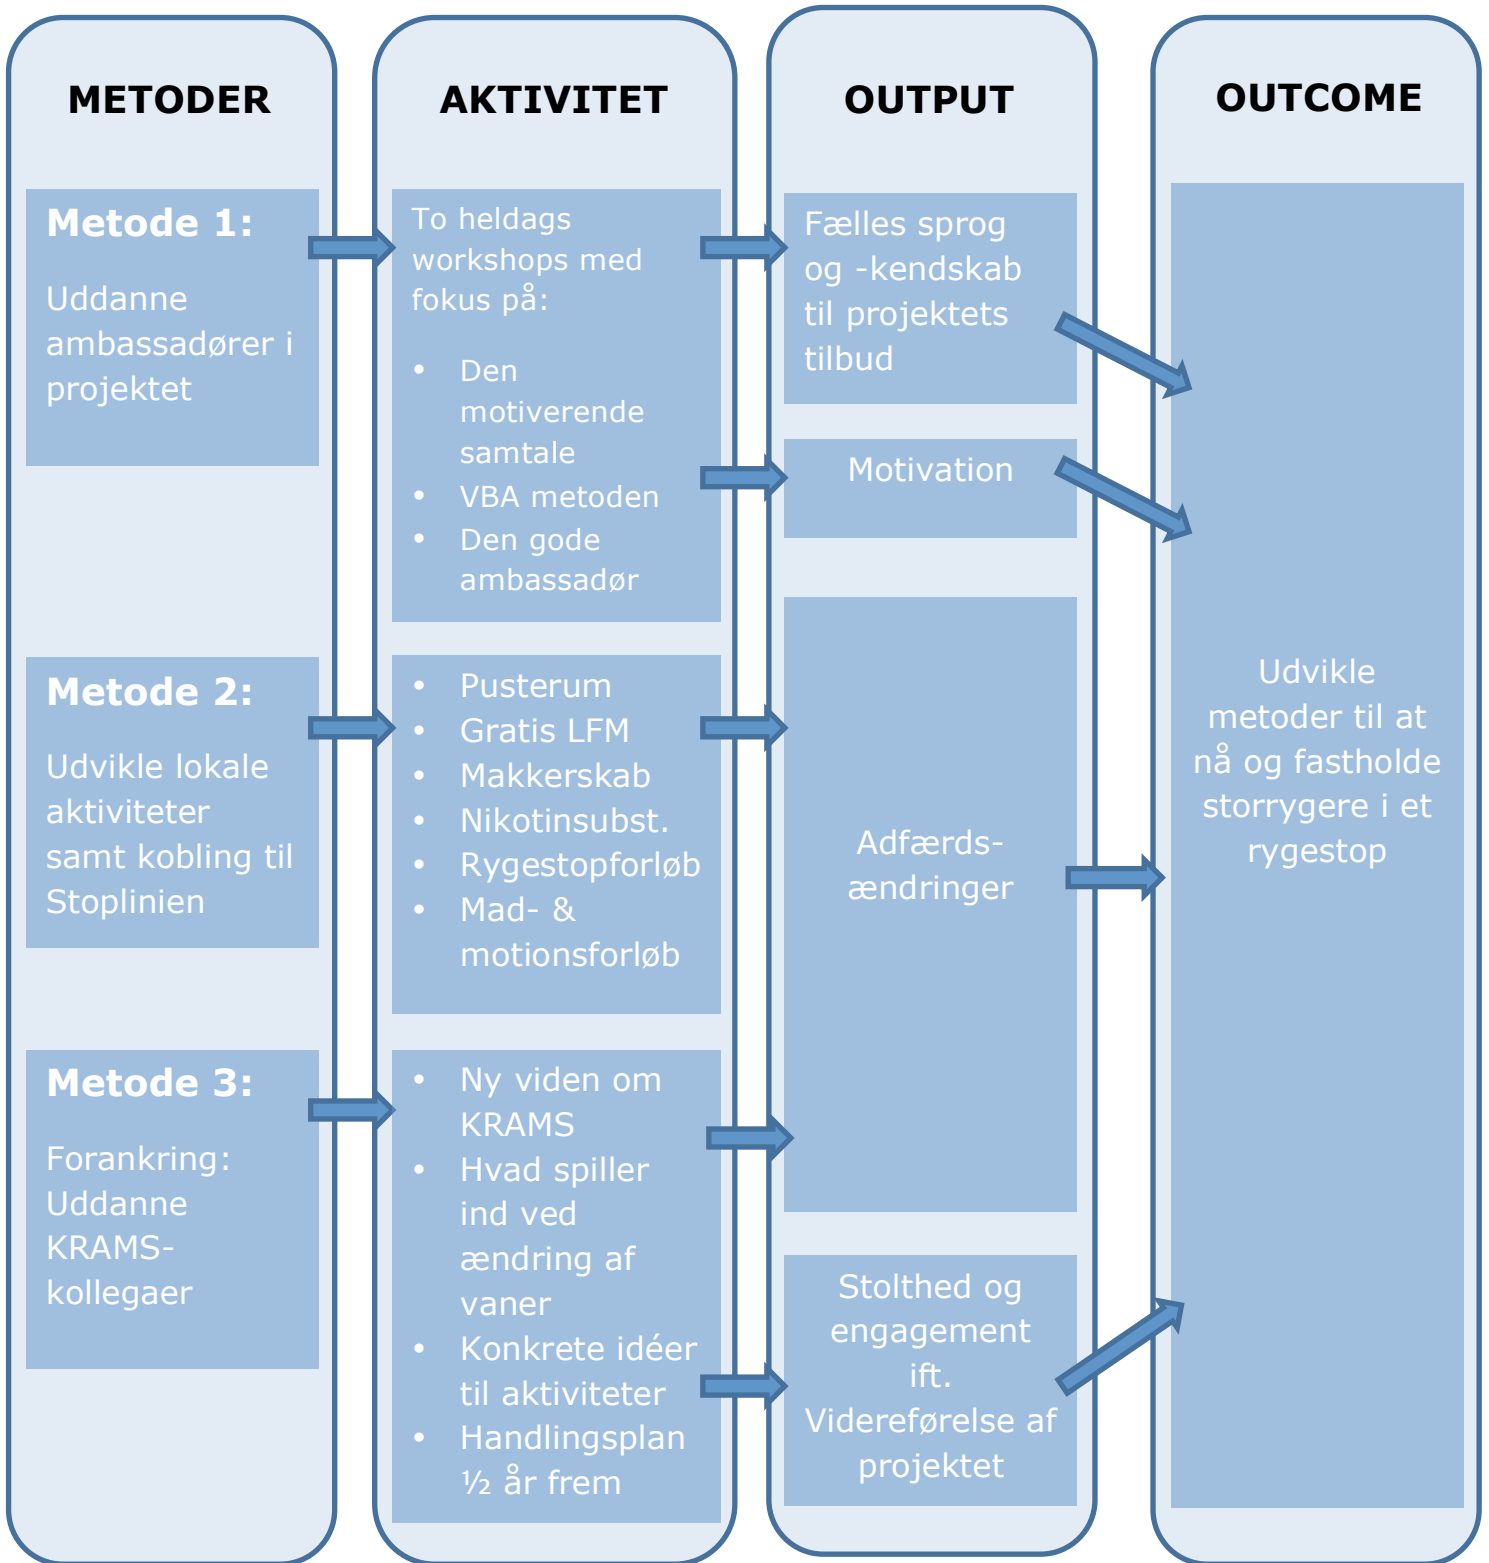 METODER
Metode 1:
Uddanne
ambassadører i
projektet
Metode 2:
Udvikle lokale
aktiviteter
samt kobling til
Stoplinien
Metode 3:
Forankring:
Uddanne
KRAMS-
kollegaer
AKTIVITET
To heldags
workshops med
fokus på:
• Den
motiverende
samtale
• VBA metoden
• Den gode
ambassadør
• Pusterum
• Gratis LFM
• Makkerskab
• Nikotinsubst.
• Rygestopforløb
• Mad- &
motionsforløb
• Ny viden om
KRAMS
• Hvad spiller
ind ved
ændring af
vaner
• Konkrete idéer
til aktiviteter
• Handlingsplan
½ år frem
OUTPUT
Fælles sprog
og -kendskab
til projektets
tilbud
Motivation
Adfærds-
ændringer
Stolthed og
engagement
ift.
Videreførelse af
projektet
OUTCOME
Udvikle
metoder til at
nå og fastholde
storrygere i et
rygestop